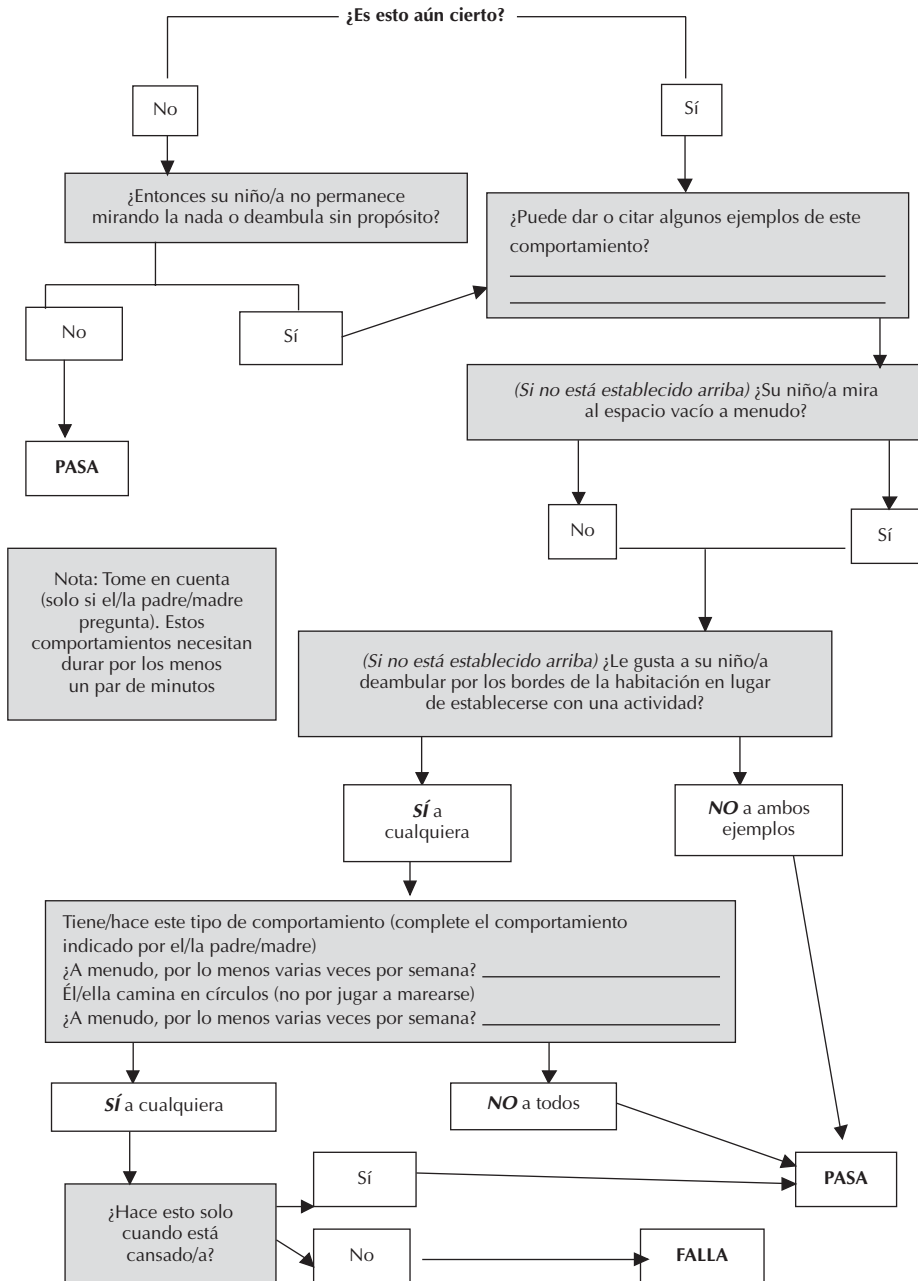 ¿Es esto aún cierto?
No
Sí
¿Entonces su niño/a no permanece
mirando la nada o deambula sin propósito?
¿Puede dar o citar algunos ejemplos de este
comportamiento?
No
Sí
(Si no está establecido arriba) ¿Su niño/a mira
al espacio vacío a menudo?
PASA
No
Sí
Nota: Tome en cuenta
(solo si el/la padre/madre
pregunta). Estos
comportamientos necesitan
durar por los menos
un par de minutos
(Si no está establecido arriba) ¿Le gusta a su niño/a
deambular por los bordes de la habitación en lugar
de establecerse con una actividad?
SÍ a
cualquiera
NO a ambos
ejemplos
Tiene/hace este tipo de comportamiento (complete el comportamiento
indicado por el/la padre/madre)
¿A menudo, por lo menos varias veces por semana?
Él/ella camina en círculos (no por jugar a marearse)
¿A menudo, por lo menos varias veces por semana?
SÍ a cualquiera
NO a todos
Sí
PASA
¿Hace esto solo
cuando está
cansado/a?
No
FALLA